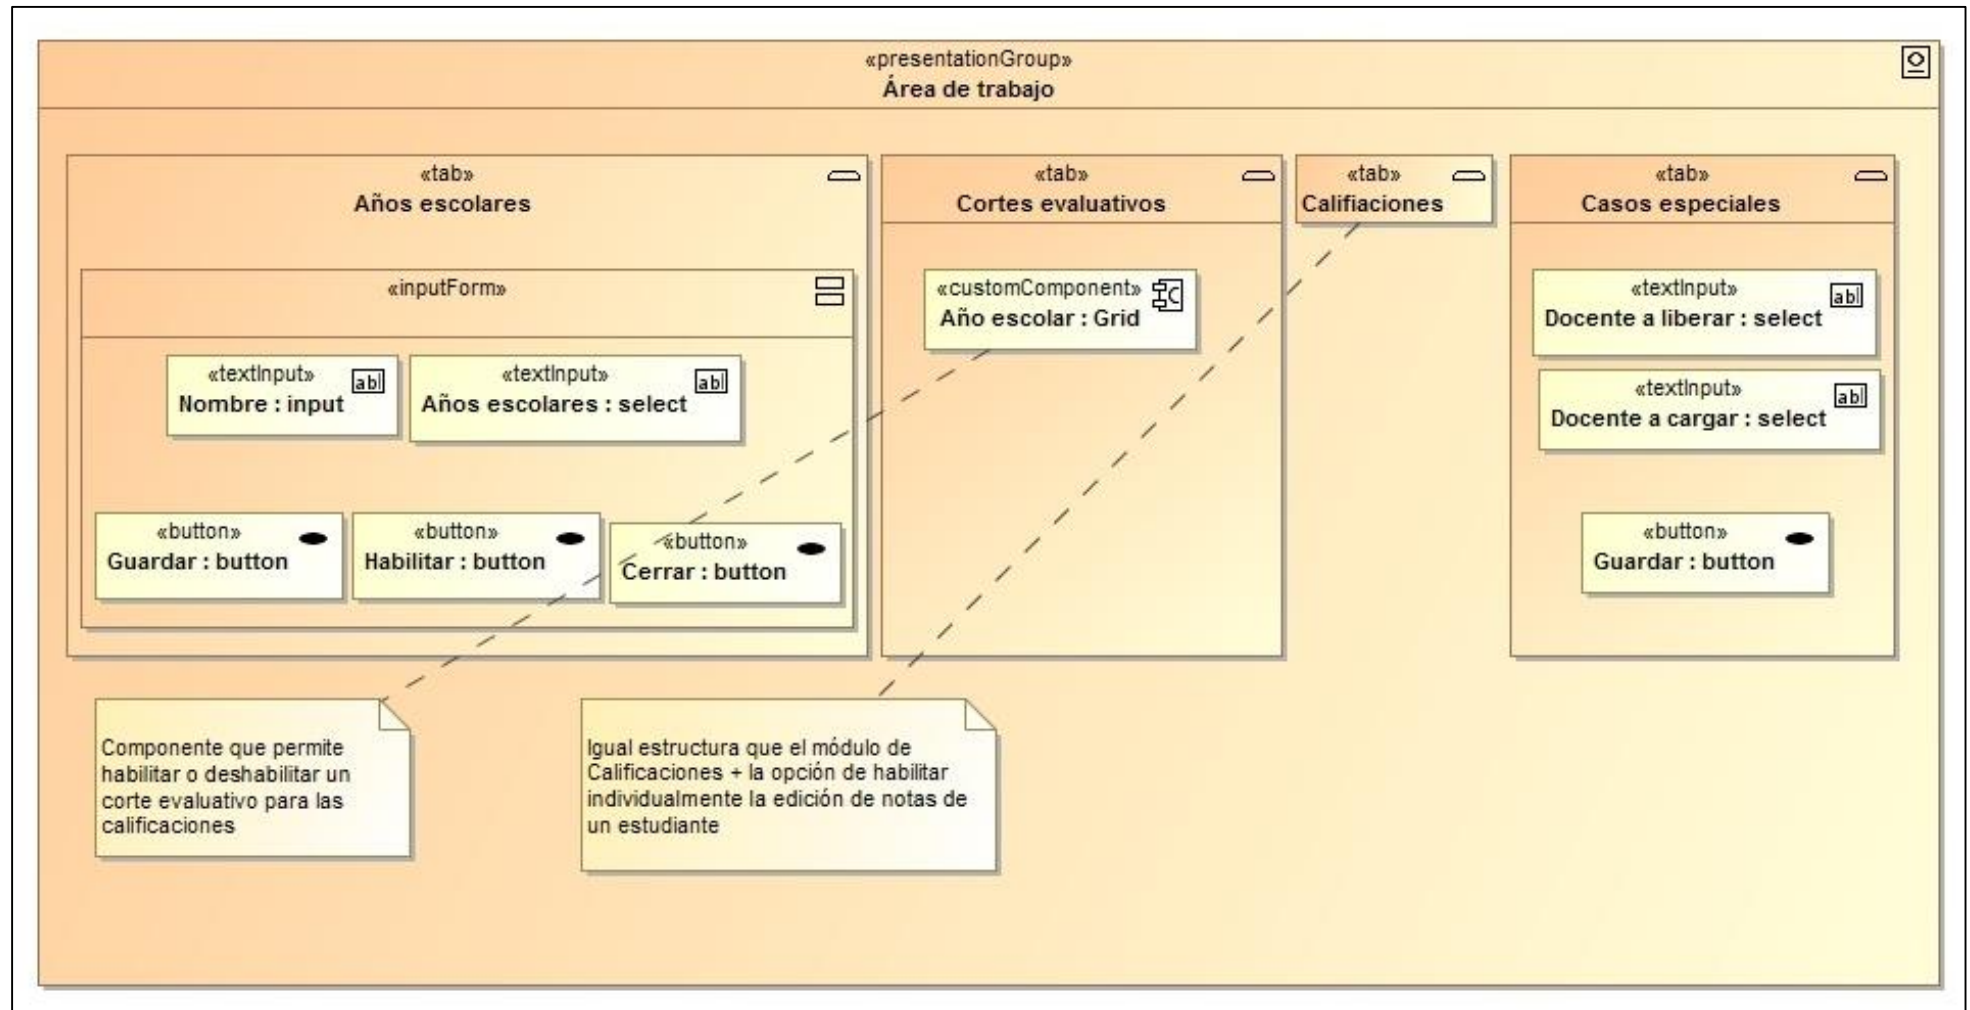 «presentationGroup»
Área de trabajo
«tab»
Años escolares
«inputForm»
«textInput»
Nombre : input
abl
«textInput»
Años escolares : select
abl
«button»
Guardar : button
«button»
Habilitar : button
«button»
Cerrar : button
«tab»
Cortes evaluativos
«customComponent»
Año escolar : Grid
«tab»
Califiaciones
«tab»
Casos especiales
«textInput»
Docente a liberar : select
abl
«textInput»
Docente a cargar : select
abl
«button»
Guardar : button
Componente que permite
habilitar o deshabilitar un
corte evaluativo para las
calificaciones
Igual estructura que el módulo de
Calificaciones + la opción de habilitar
individualmente la edición de notas de
un estudiante